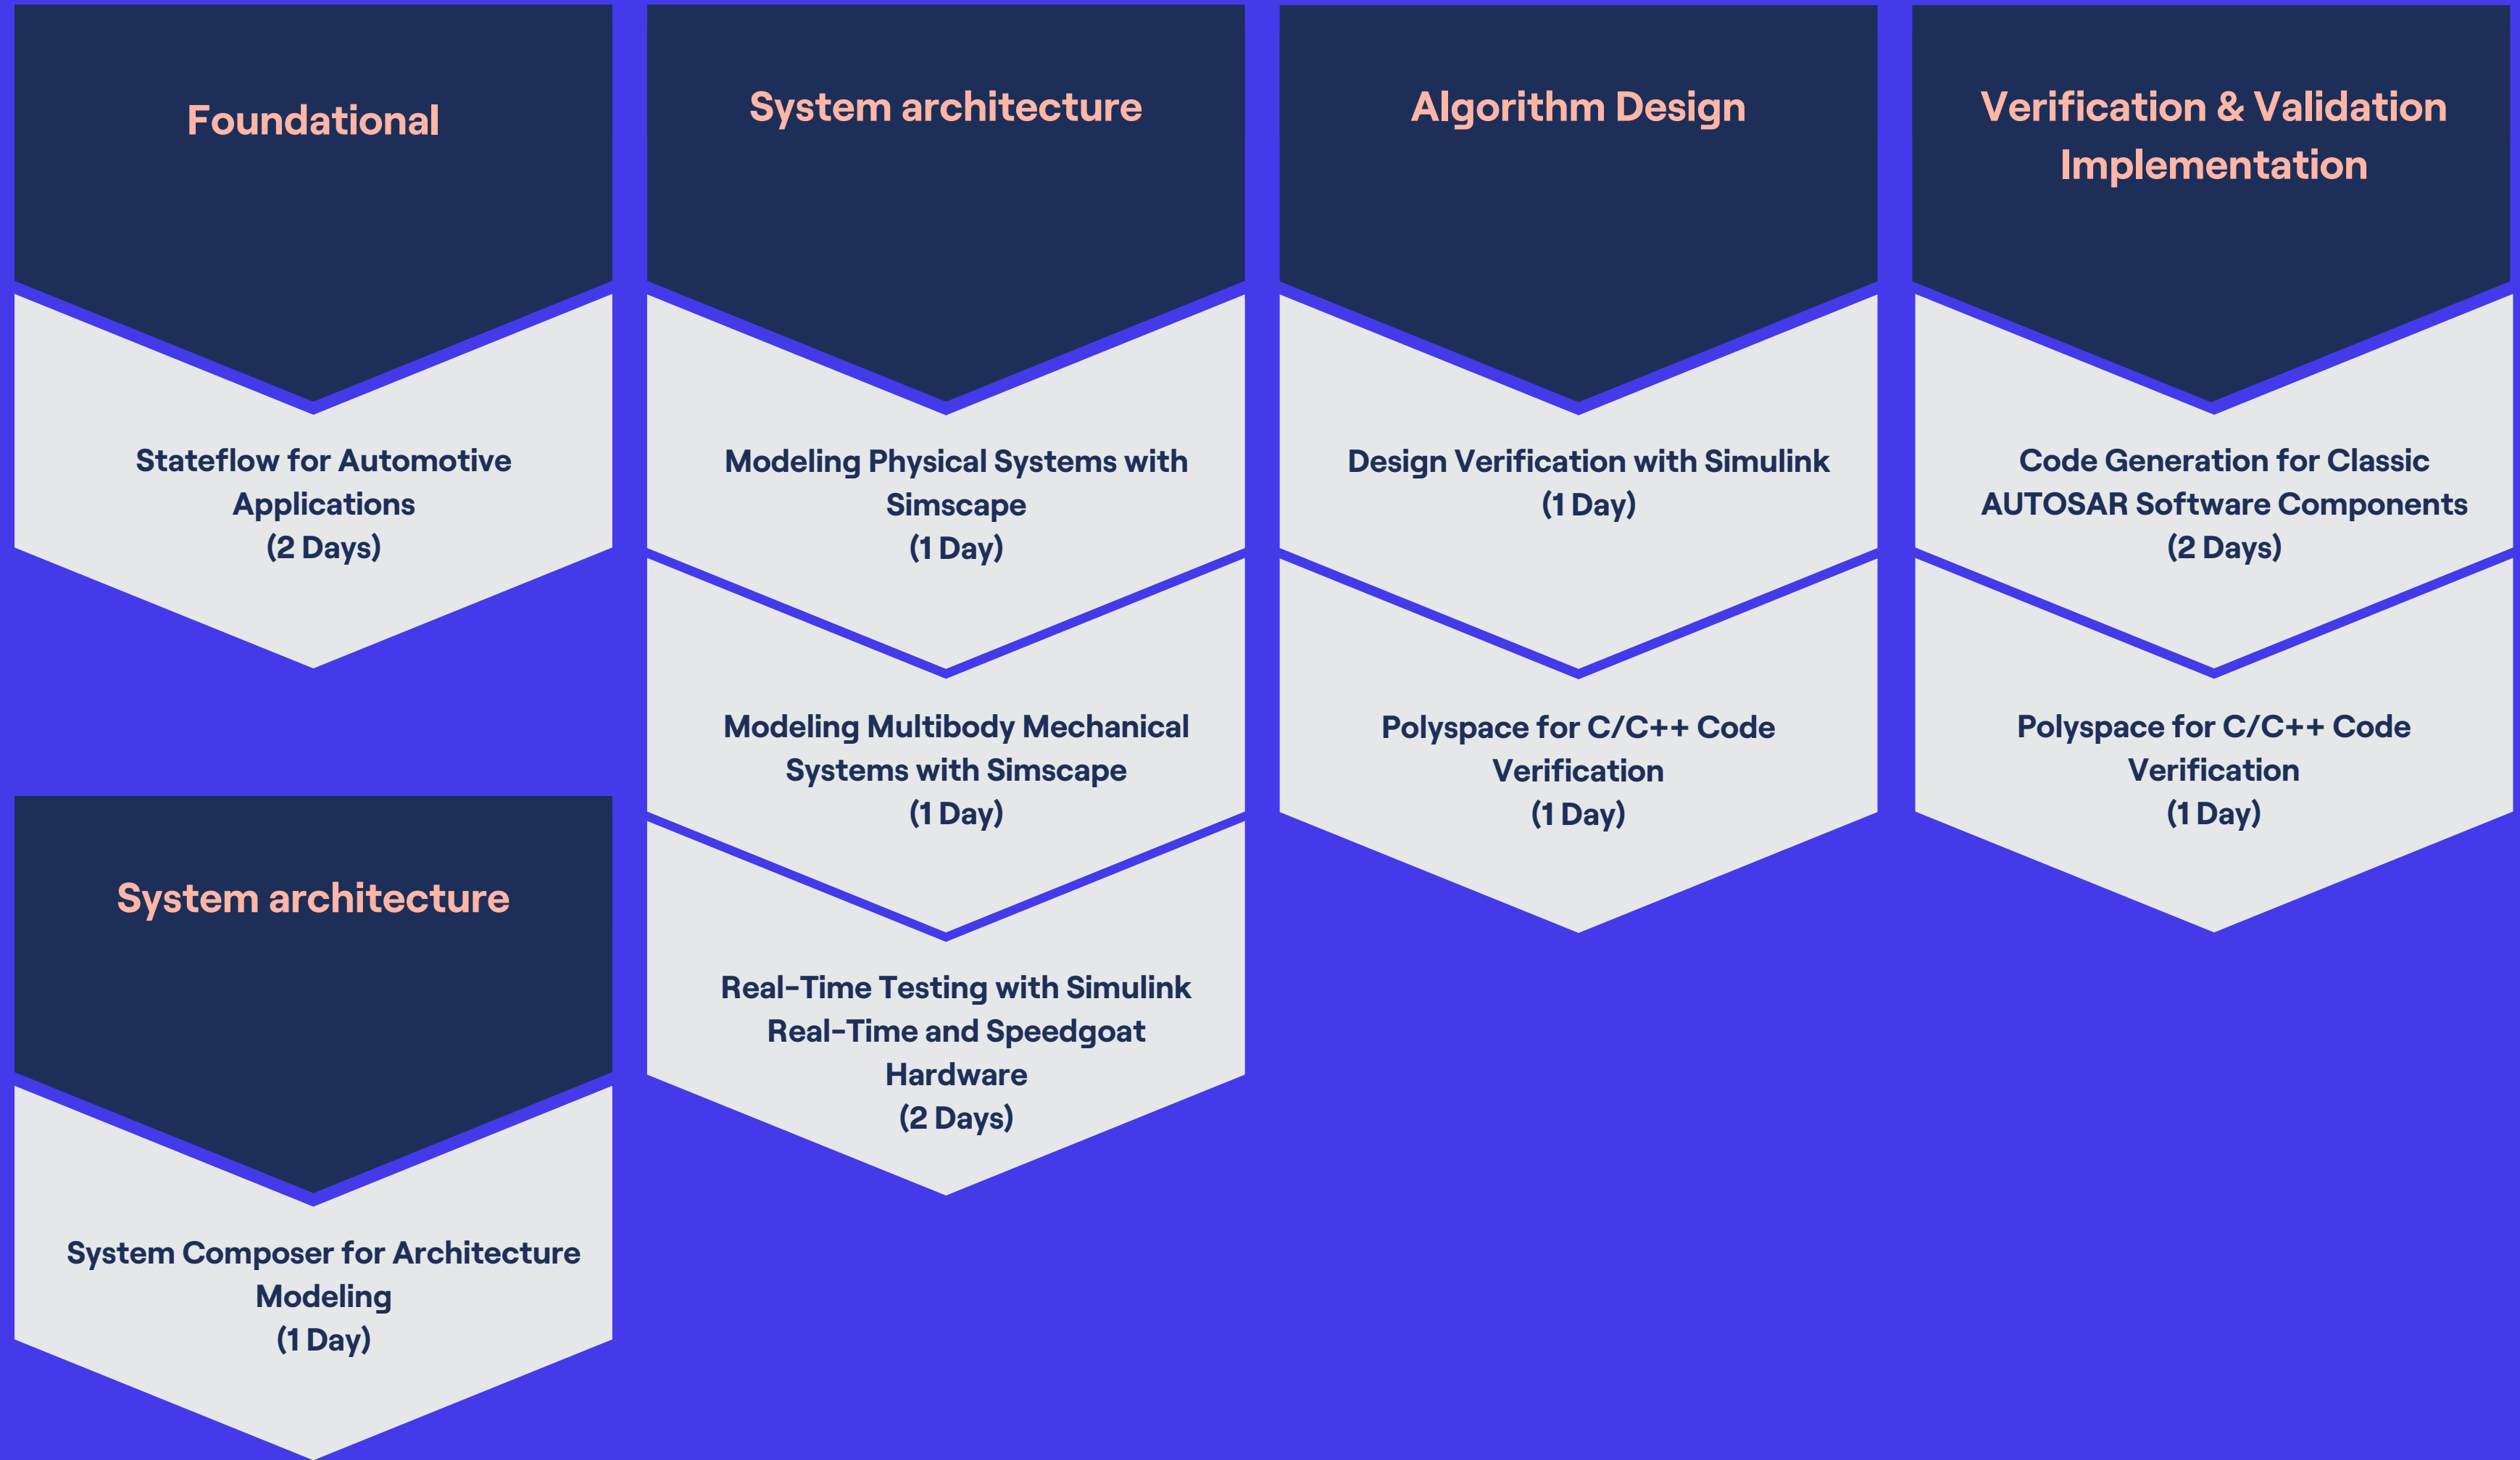 Foundational
Stateflow for Automotive
Applications
(2 Days)
System architecture
System Composer for Architecture
Modeling
(1 Day)
System architecture
Modeling Physical Systems with
Simscape
(1 Day)
Modeling Multibody Mechanical
Systems with Simscape
(1 Day)
Real-Time Testing with Simulink
Real-Time and Speedgoat
Hardware
(2 Days)
Algorithm Design
Design Verification with Simulink
(1 Day)
Polyspace for C/C++ Code
Verification
(1 Day)
Verification & Validation
Implementation
Code Generation for Classic
AUTOSAR Software Components
(2 Days)
Polyspace for C/C++ Code
Verification
(1 Day)